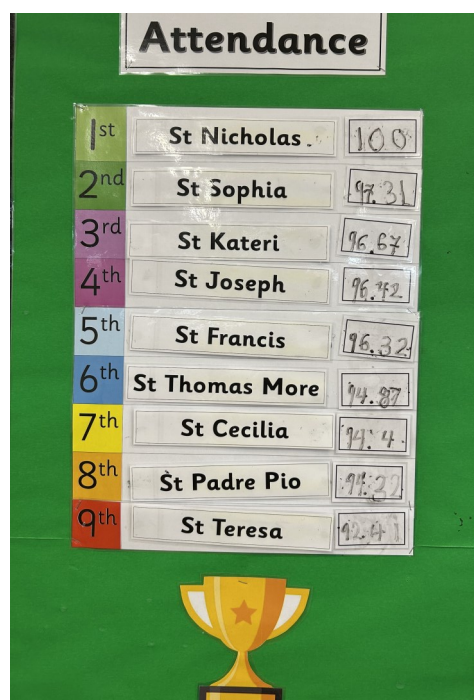 Attendance
1st St Nicholas 100
2nd St Sophia 97.31
3rd St Kateri 96.67
4th St Joseph 96.42
5th St Francis 96.32
6th St Thomas More 94.87
7th St Cecilia 94.4
8th St Padre Pio
9th St Teresa